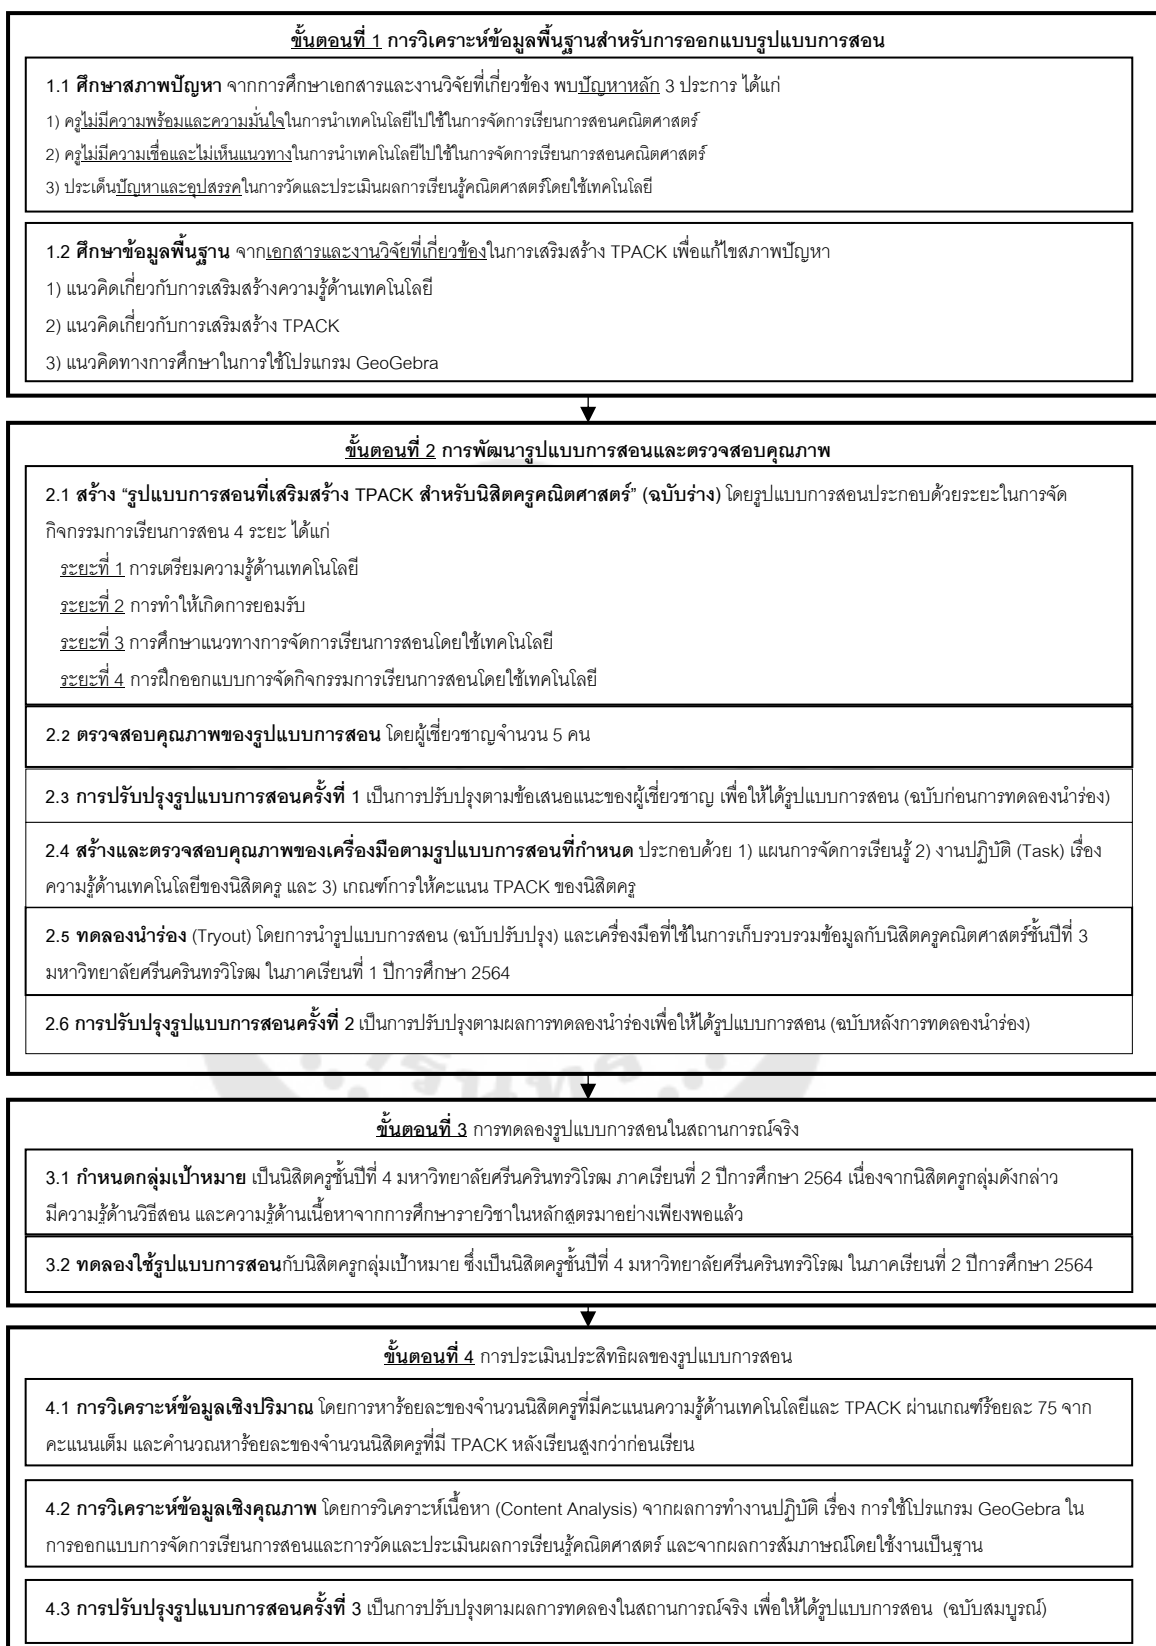 ขั้นตอนที่ 1 การวิเคราะห์ข้อมูลพื้นฐานสำหรับการออกแบบรูปแบบการสอน
1.1 ศึกษาสภาพปัญหา จากการศึกษาเอกสารและงานวิจัยที่เกี่ยวข้อง พบปัญหาหลัก 3 ประการ ได้แก่
1) ครูไม่มีความพร้อมและความมั่นใจในการนำเทคโนโลยีไปใช้ในการจัดการเรียนการสอนคณิตศาสตร์
2) ครูไม่มีความเชื่อและไม่เห็นแนวทางในการนำเทคโนโลยีไปใช้ในการจัดการเรียนการสอนคณิตศาสตร์
3) ประเด็นปัญหาและอุปสรรคในการวัดและประเมินผลการเรียนรู้คณิตศาสตร์โดยใช้เทคโนโลยี
1.2 ศึกษาข้อมูลพื้นฐาน จากเอกสารและงานวิจัยที่เกี่ยวข้องในการเสริมสร้าง TPACK เพื่อแก้ไขสภาพปัญหา
1) แนวคิดเกี่ยวกับการเสริมสร้างความรู้ด้านเทคโนโลยี
2) แนวคิดเกี่ยวกับการเสริมสร้าง TPACK
3) แนวคิดทางการศึกษาในการใช้โปรแกรม GeoGebra
ขั้นตอนที่ 2 การพัฒนารูปแบบการสอนและตรวจสอบคุณภาพ
2.1 สร้าง “รูปแบบการสอนที่เสริมสร้าง TPACK สำหรับนิสิตครูคณิตศาสตร์” (ฉบับร่าง) โดยรูปแบบการสอนประกอบด้วยระยะในการจัด
กิจกรรมการเรียนการสอน 4 ระยะ ได้แก่
ระยะที่ 1 การเตรียมความรู้ด้านเทคโนโลยี
ระยะที่ 2 การทำให้เกิดการยอมรับ
ระยะที่ 3 การศึกษาแนวทางการจัดการเรียนการสอนโดยใช้เทคโนโลยี
ระยะที่ 4 การฝึกออกแบบการจัดกิจกรรมการเรียนการสอนโดยใช้เทคโนโลยี
2.2 ตรวจสอบคุณภาพของรูปแบบการสอน โดยผู้เชี่ยวชาญจำนวน 5 คน
2.3 การปรับปรุงรูปแบบการสอนครั้งที่ 1 เป็นการปรับปรุงตามข้อเสนอแนะของผู้เชี่ยวชาญ เพื่อให้ได้รูปแบบการสอน (ฉบับก่อนการทดลองนำร่อง)
2.4 สร้างและตรวจสอบคุณภาพของเครื่องมือตามรูปแบบการสอนที่กำหนด ประกอบด้วย 1) แผนการจัดการเรียนรู้ 2) งานปฏิบัติ (Task) เรื่อง
ความรู้ด้านเทคโนโลยีของนิสิตครู และ 3) เกณฑ์การให้คะแนน TPACK ของนิสิตครู
2.5 ทดลองนำร่อง (Tryout) โดยการนำรูปแบบการสอน (ฉบับปรับปรุง) และเครื่องมือที่ใช้ในการเก็บรวบรวมข้อมูลกับนิสิตครูคณิตศาสตร์ชั้นปีที่ 3
มหาวิทยาลัยศรีนครินทรวิโรฒ ในภาคเรียนที่ 1 ปีการศึกษา 2564
2.6 การปรับปรุงรูปแบบการสอนครั้งที่ 2 เป็นการปรับปรุงตามผลการทดลองนำร่องเพื่อให้ได้รูปแบบการสอน (ฉบับหลังการทดลองนำร่อง)
ขั้นตอนที่ 3 การทดลองรูปแบบการสอนในสถานการณ์จริง
3.1 กำหนดกลุ่มเป้าหมาย เป็นนิสิตครูชั้นปีที่ 4 มหาวิทยาลัยศรีนครินทรวิโรฒ ภาคเรียนที่ 2 ปีการศึกษา 2564 เนื่องจากนิสิตครูกลุ่มดังกล่าว
มีความรู้ด้านวิธีสอน และความรู้ด้านเนื้อหาจากการศึกษารายวิชาในหลักสูตรมาอย่างเพียงพอแล้ว
3.2 ทดลองใช้รูปแบบการสอนกับนิสิตครูกลุ่มเป้าหมาย ซึ่งเป็นนิสิตครูชั้นปีที่ 4 มหาวิทยาลัยศรีนครินทรวิโรฒ ในภาคเรียนที่ 2 ปีการศึกษา 2564
ขั้นตอนที่ 4 การประเมินประสิทธิผลของรูปแบบการสอน
4.1 การวิเคราะห์ข้อมูลเชิงปริมาณ โดยการหาร้อยละของจำนวนนิสิตครูที่มีคะแนนความรู้ด้านเทคโนโลยีและ TPACK ผ่านเกณฑ์ร้อยละ 75 จาก
คะแนนเต็ม และคำนวณหาร้อยละของจำนวนนิสิตครูที่มี TPACK หลังเรียนสูงกว่าก่อนเรียน
4.2 การวิเคราะห์ข้อมูลเชิงคุณภาพ โดยการวิเคราะห์เนื้อหา (Content Analysis) จากผลการทำงานปฏิบัติ เรื่อง การใช้โปรแกรม GeoGebra ใน
การออกแบบการจัดการเรียนการสอนและการวัดและประเมินผลการเรียนรู้คณิตศาสตร์ และจากผลการสัมภาษณ์โดยใช้งานเป็นฐาน
4.3 การปรับปรุงรูปแบบการสอนครั้งที่ 3 เป็นการปรับปรุงตามผลการทดลองในสถานการณ์จริง เพื่อให้ได้รูปแบบการสอน (ฉบับสมบูรณ์)